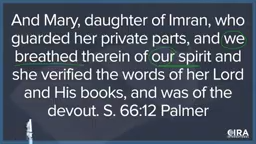 And Mary, daughter of Imran, who
guarded her private parts, and we
breathed therein of our spirit and
she verified the words of her Lord
and His books, and was of the
devout. S. 66:12 Palmer
CIRA